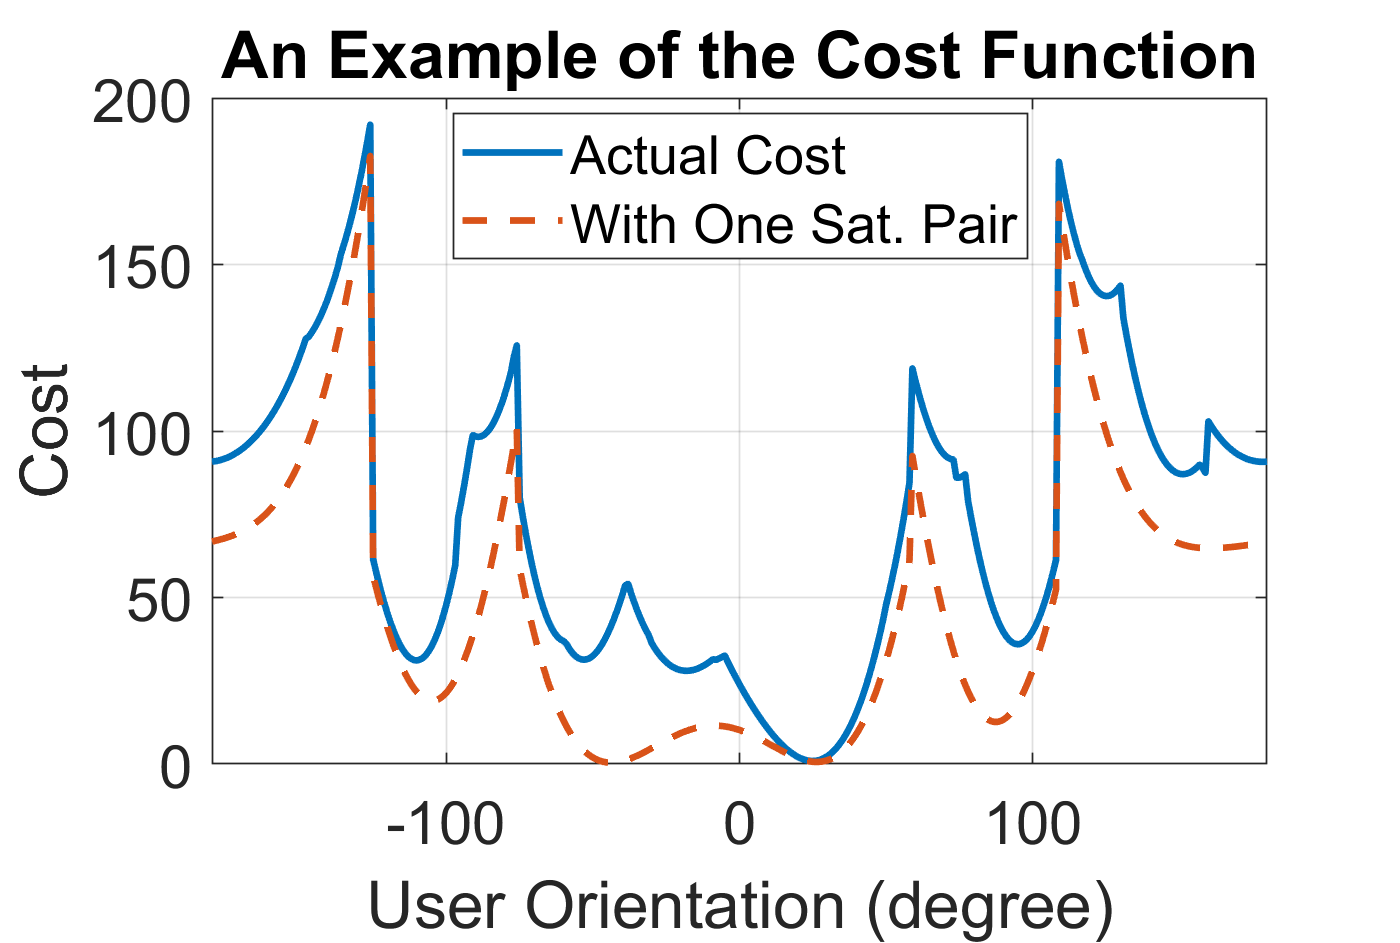 An Example of the Cost Function
200
150
100
50
0
Actual Cost
With One Sat. Pair
Cost
-100
0
100
User Orientation (degree)